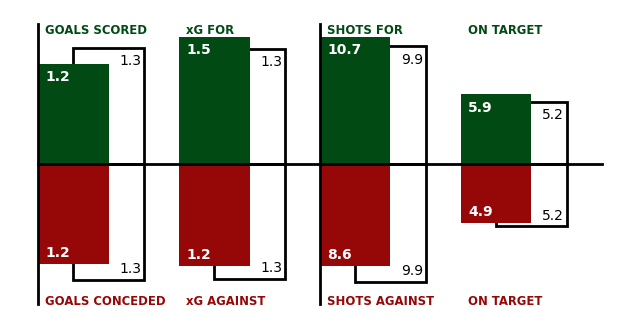 GOALS SCORED xG FOR SHOTS FOR ON TARGET
1.2 1.3 1.5 1.3 10.7 9.9 5.9 5.2
1.2 1.3 1.2 1.3 8.6 9.9 4.9 5.2
GOALS CONCEDED xG AGAINST SHOTS AGAINST ON TARGET